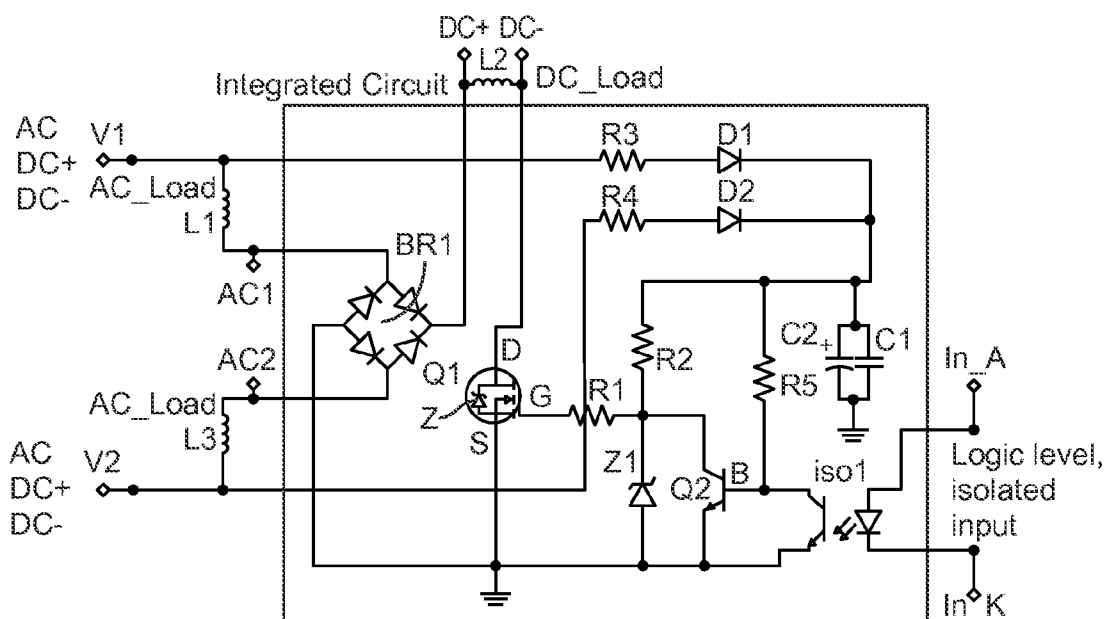 DC+ DC-
L2
Integrated Circuit
DC_Load
AC
DC+
DC-
V1
AC_Load
L1
AC1
BR1
R3
D1
R4
D2
AC2
AC_Load
L3
AC
DC+
DC-
V2
Q1
D
G
S
Z
R1
R2
R5
C2
+
C1
Z1
Q2
B
iso1
In_A
Logic level,
isolated
input
In K